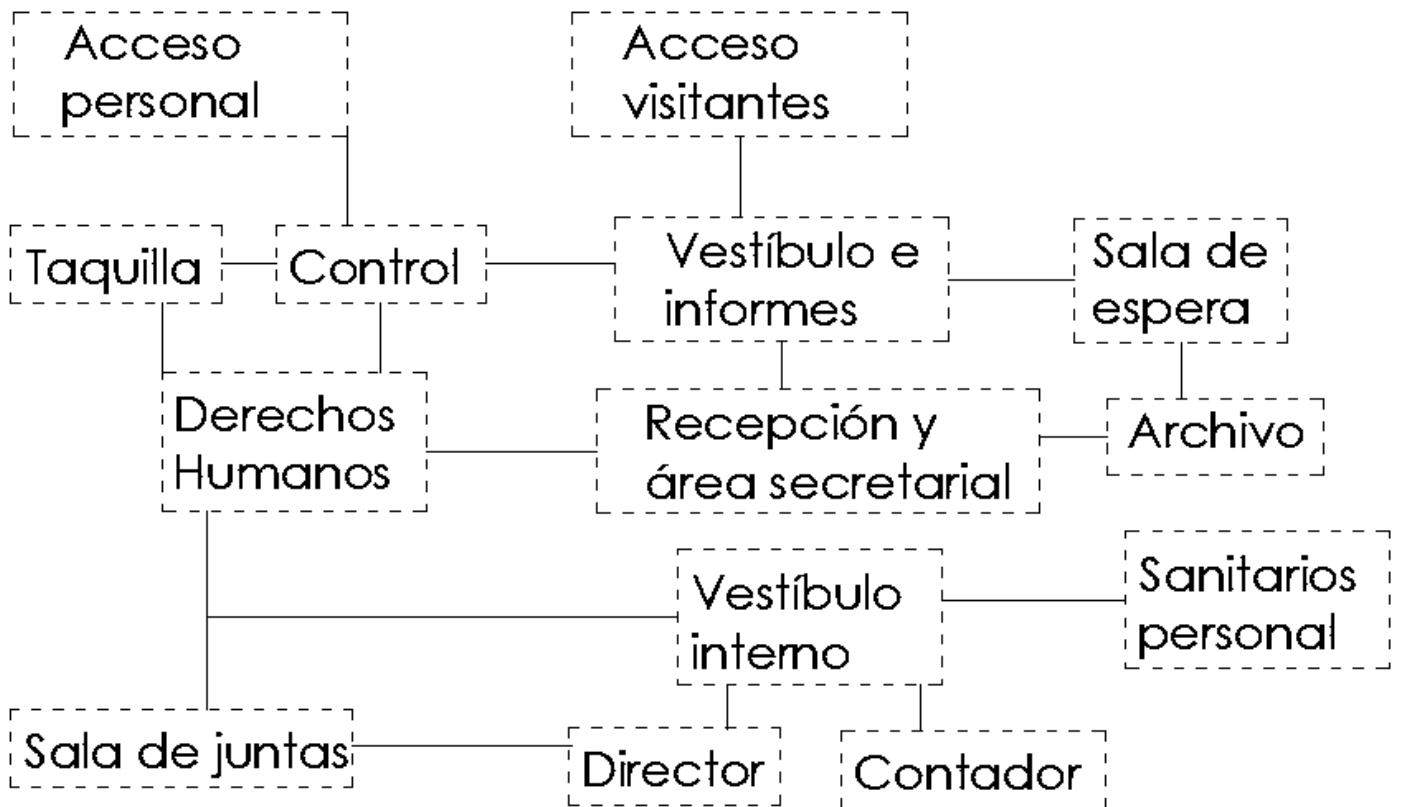 Acceso
personal
Acceso
visitantes
Taquilla
Control
Vestíbulo e
informes
Sala de
espera
Derechos
Humanos
Recepción y
área secretarial
Archivo
Vestíbulo
interno
Sanitarios
personal
Sala de juntas
Director
Contador